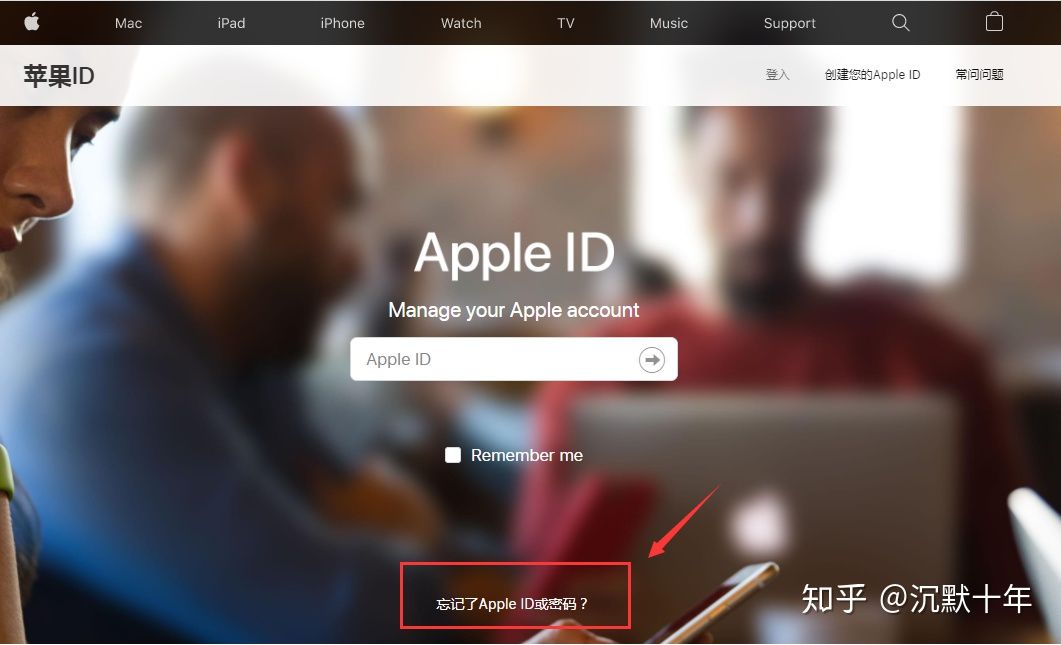 Mac iPad iPhone Watch TV Music Support
苹果ID 登入 创建您的Apple ID 常问问题
Apple ID
Manage your Apple account
Apple ID
Remember me
忘记了Apple ID或密码？
知乎 @沉默十年